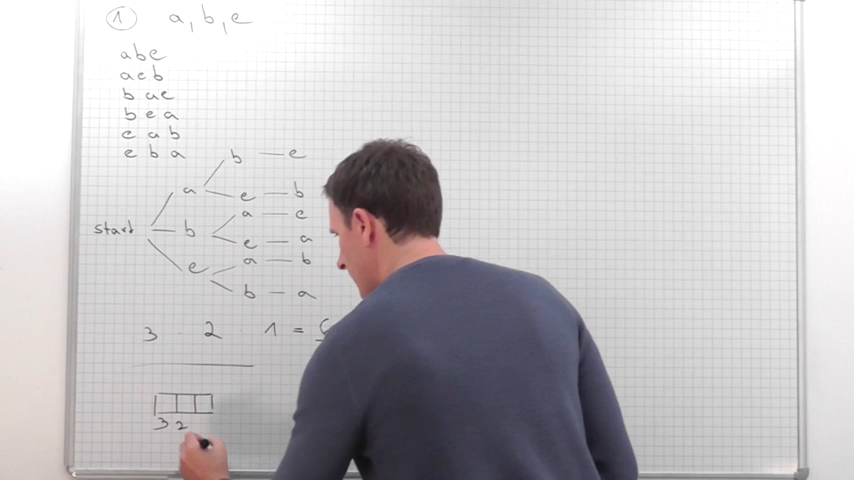 1 a, b, e
abe
aeb
bae
bea
eab
eba
b e
a e b
a e
start b e a
e a b
b a
3 · 2 · 1 =
3 2